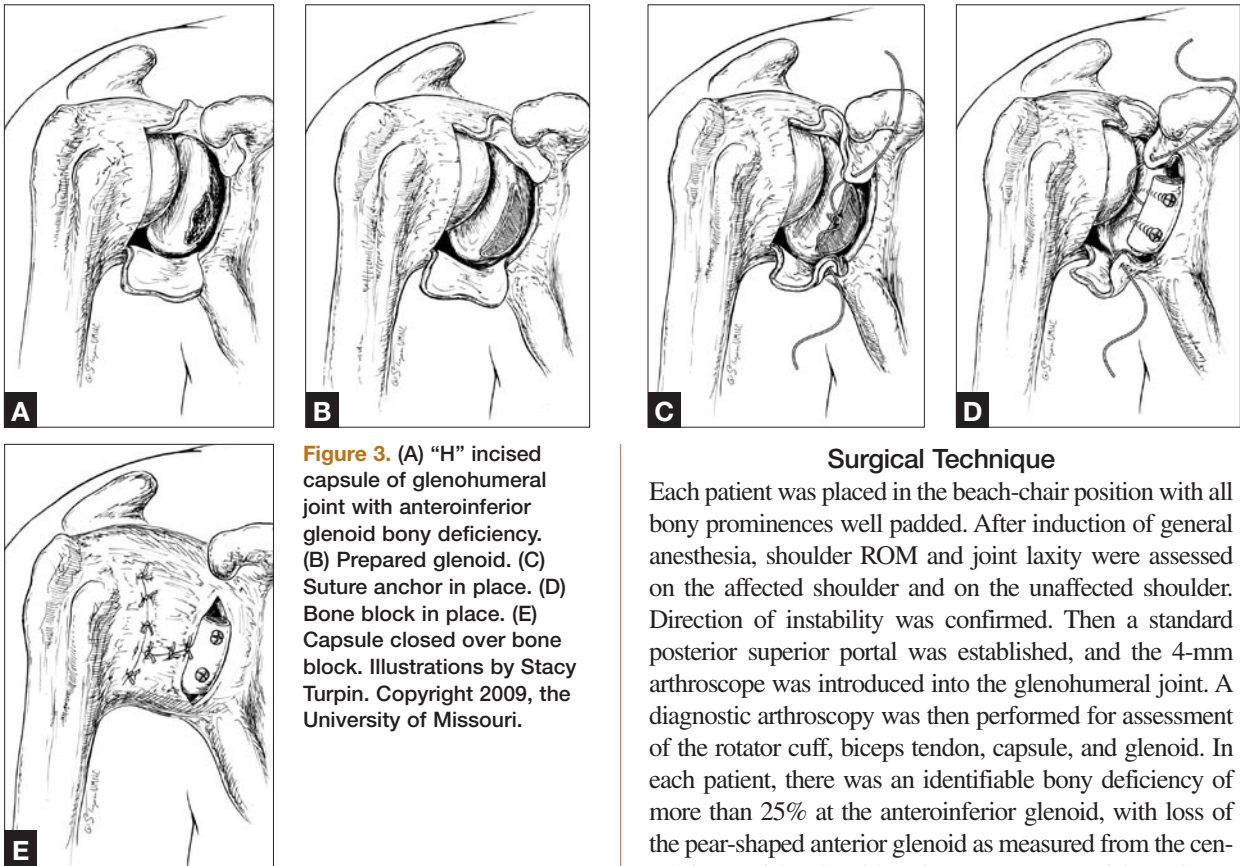 A
B
C
D
E
Figure 3. (A) “H” incised
capsule of glenohumeral
joint with anteroinferior
glenoid bony deficiency.
(B) Prepared glenoid. (C)
Suture anchor in place. (D)
Bone block in place. (E)
Capsule closed over bone
block. Illustrations by Stacy
Turpin. Copyright 2009, the
University of Missouri.
Surgical Technique
Each patient was placed in the beach-chair position with all
bony prominences well padded. After induction of general
anesthesia, shoulder ROM and joint laxity were assessed
on the affected shoulder and on the unaffected shoulder.
Direction of instability was confirmed. Then a standard
posterior superior portal was established, and the 4-mm
arthroscope was introduced into the glenohumeral joint. A
diagnostic arthroscopy was then performed for assessment
of the rotator cuff, biceps tendon, capsule, and glenoid. In
each patient, there was an identifiable bony deficiency of
more than 25% at the anteroinferior glenoid, with loss of
the pear-shaped anterior glenoid as measured from the cen-